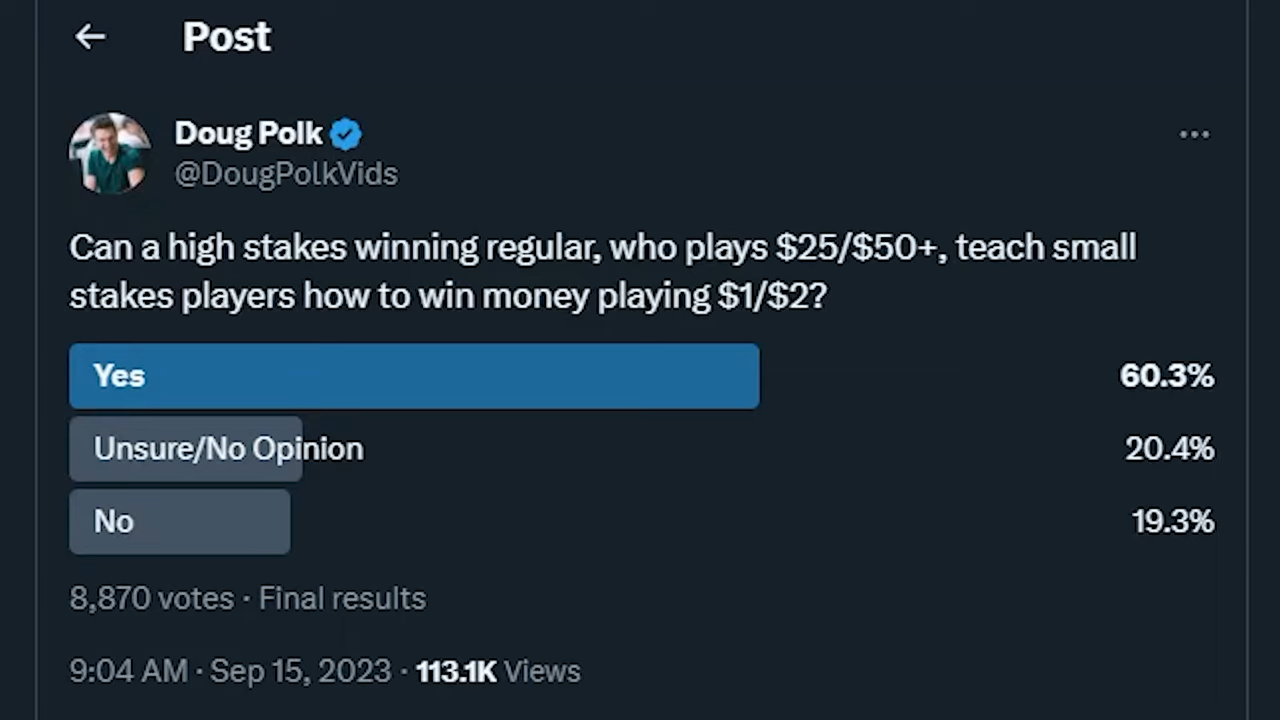 Post
Doug Polk
@DougPolkVids
Can a high stakes winning regular, who plays $25/$50+, teach small
stakes players how to win money playing $1/$2?
Yes 60.3%
Unsure/No Opinion 20.4%
No 19.3%
8,870 votes · Final results
9:04 AM · Sep 15, 2023 · 113.1K Views